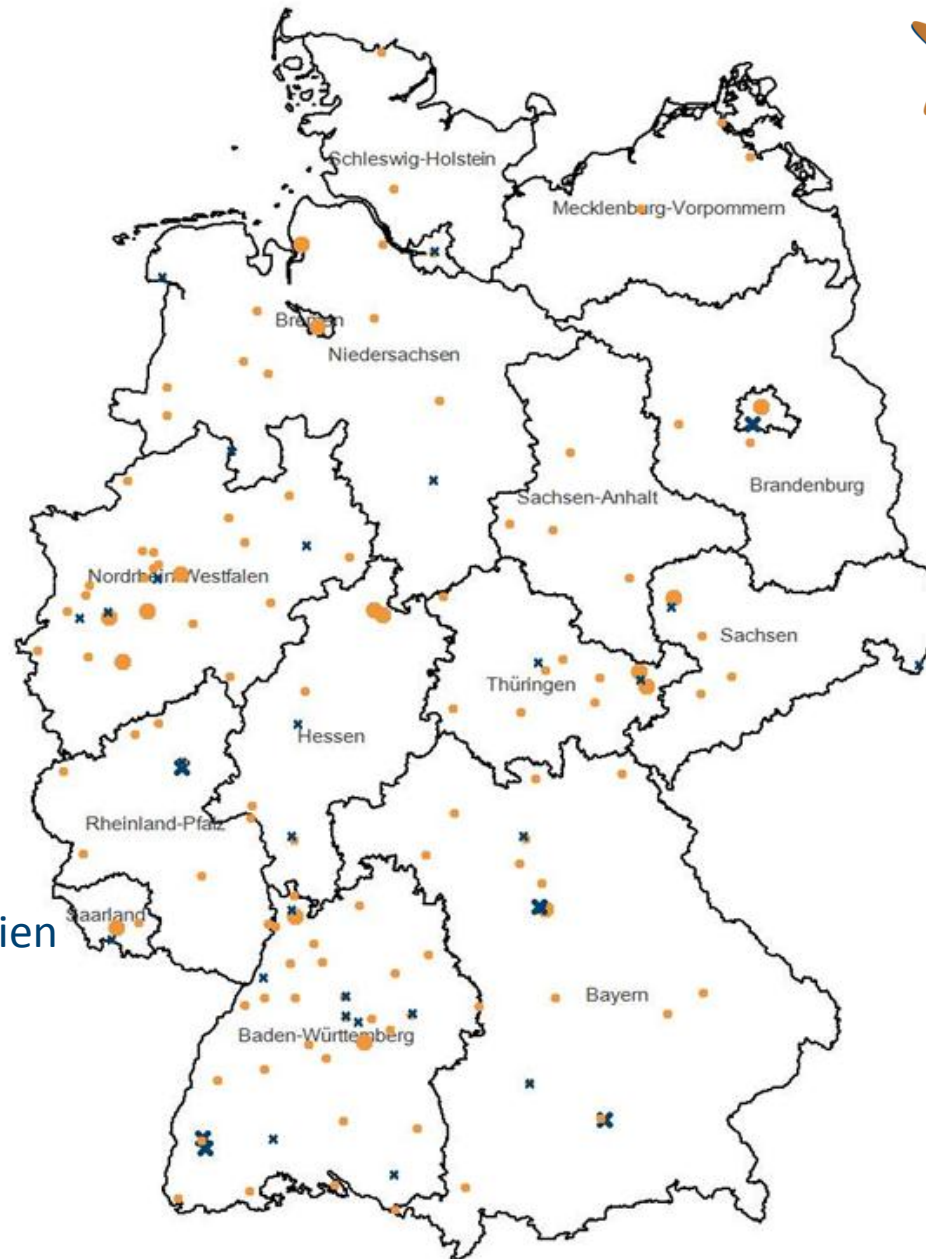 Schleswig-Holstein
Mecklenburg-Vorpommern
Bremen
Niedersachsen
Sachsen-Anhalt
Brandenburg
Nordrhein-Westfalen
Sachsen
Thüringen
Hessen
Rheinland-Pfalz
Saarland
ien
Bayern
Baden-Württemberg